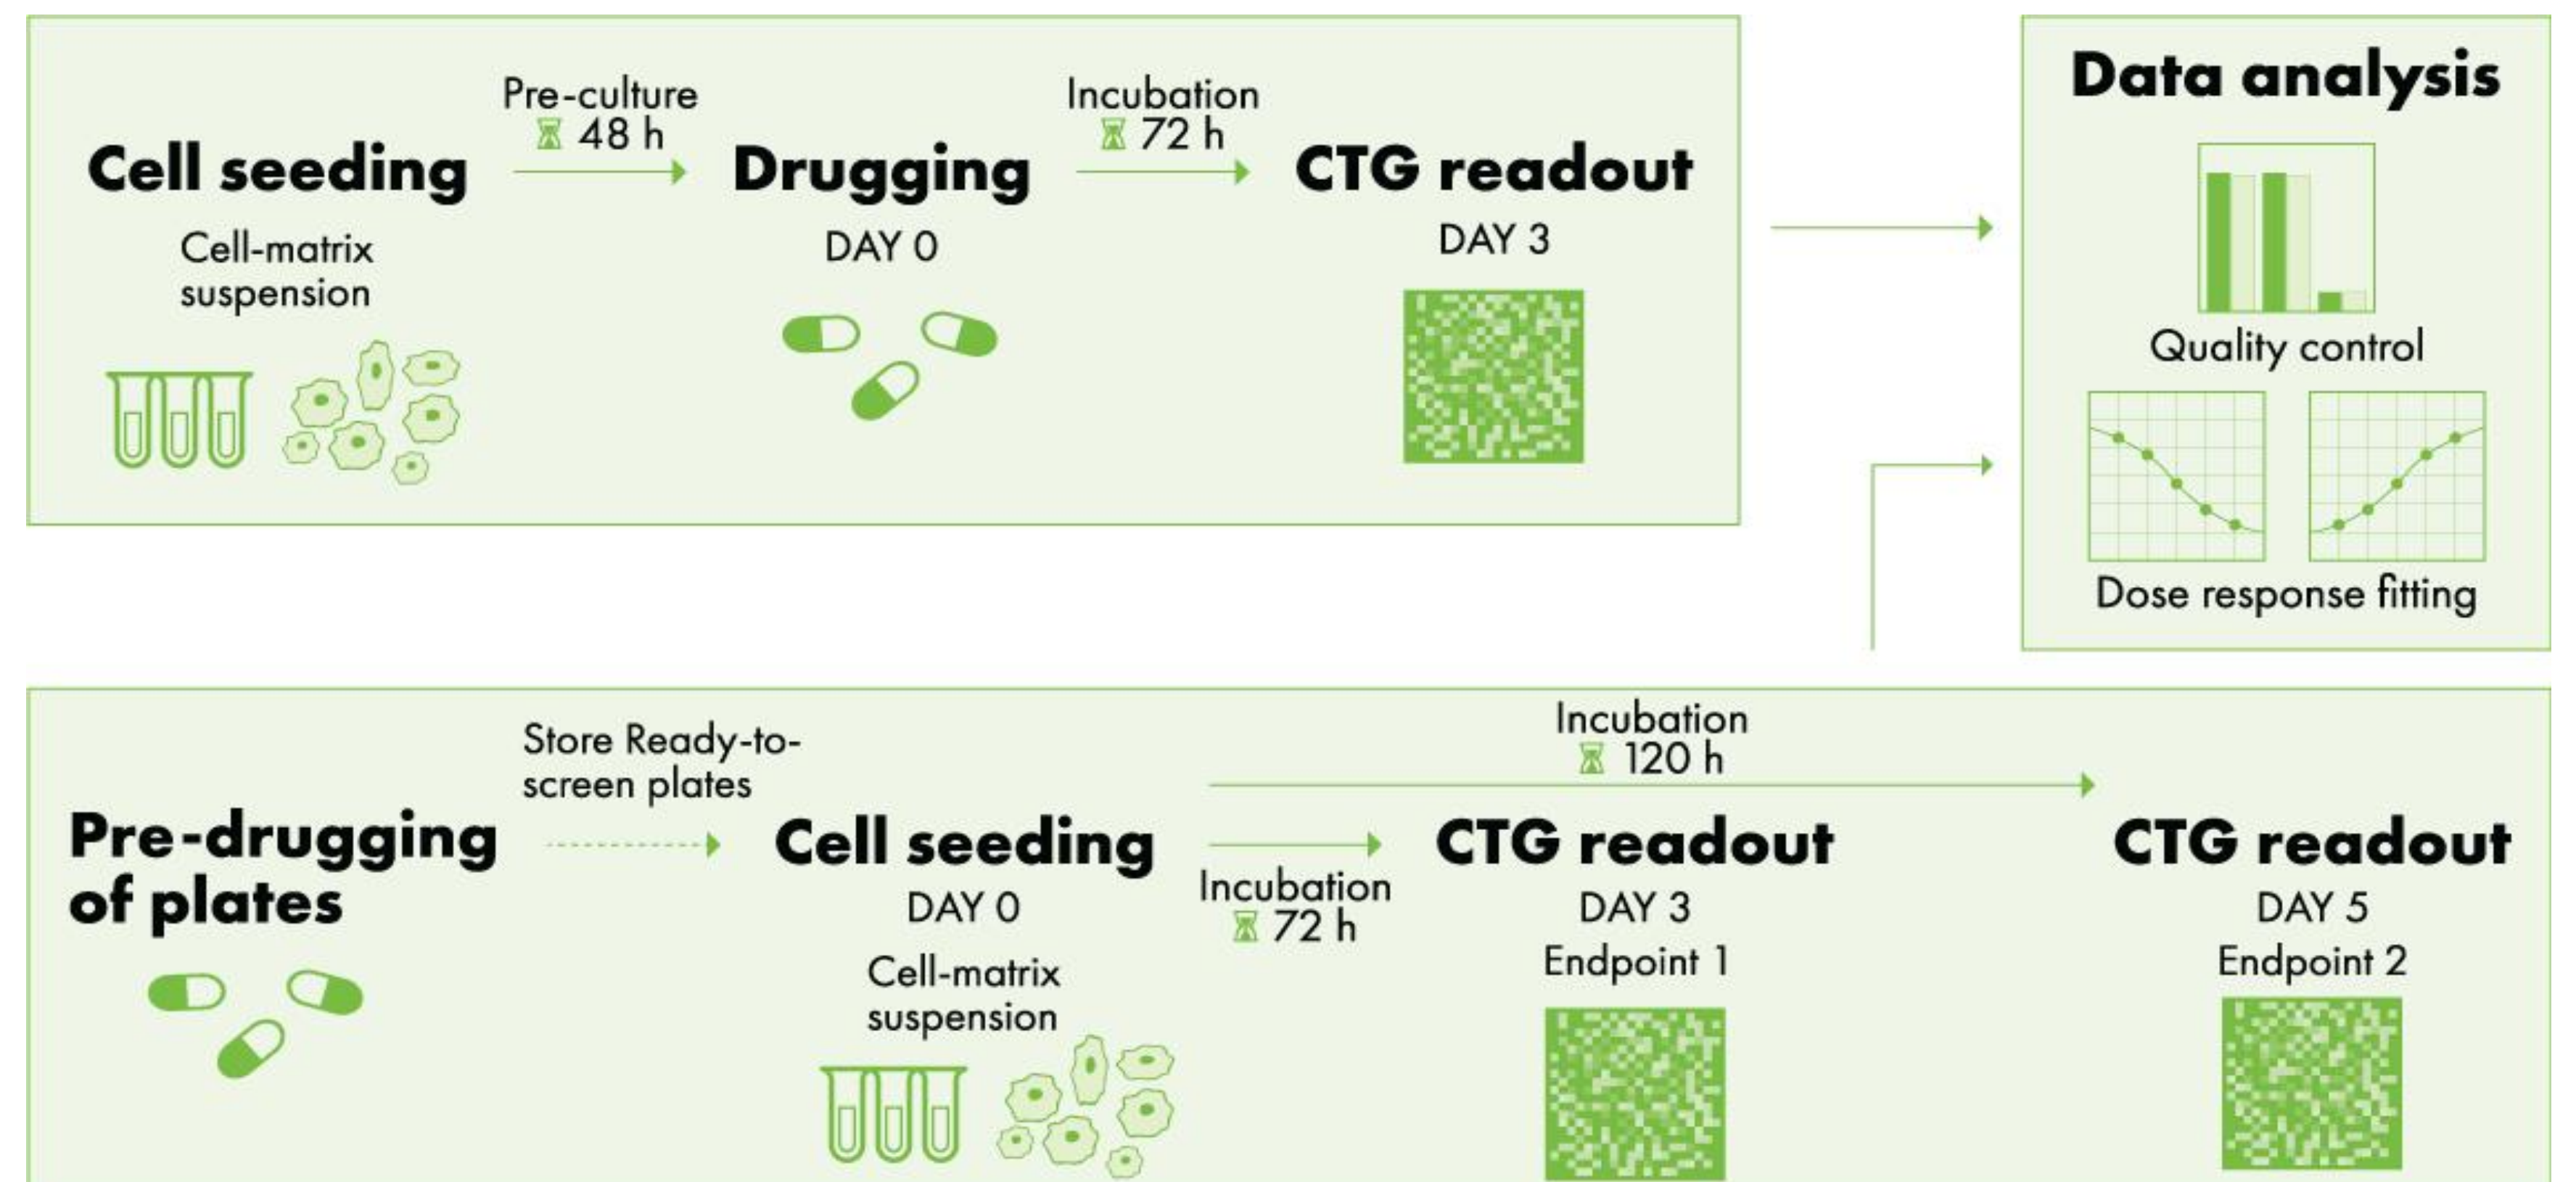 Pre-culture
48 h
Incubation
72 h
Cell seeding
Drugging
CTG readout
Cell-matrix
suspension
DAY 0
DAY 3
Data analysis
Quality control
Dose response fitting
Store Ready-to-
screen plates
Incubation
120 h
Pre-drugging
of plates
Cell seeding
DAY 0
Cell-matrix
suspension
Incubation
72 h
CTG readout
DAY 3
Endpoint 1
CTG readout
DAY 5
Endpoint 2